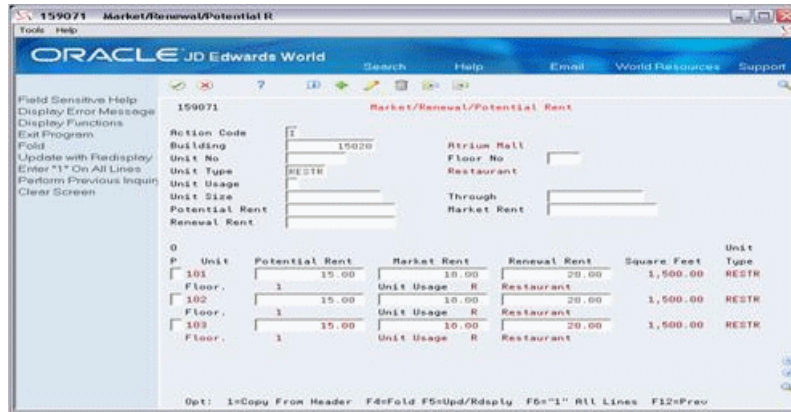 159071 Market/Renewal/Potential R
Tools Help
ORACLE JD Edwards World
Search Help Email World Resources Support
Field Sensitive Help
Display Error Message
Display Functions
Exit Program
Fold
Update with Redisplay
Enter "1" On All Lines
Perform Previous Inquiry
Clear Screen
159071 Market/Renewal/Potential Rent
Action Code I
Building 15020 Atrium Mall
Unit No Floor No
Unit Type RESTR Restaurant
Unit Usage
Unit Size Through
Potential Rent Market Rent
Renewal Rent
O Unit
P Unit Potential Rent Market Rent Renewal Rent Square Feet Type
101 15.00 18.00 20.00 1,500.00 RESTR
Floor. 1 Unit Usage R Restaurant
102 15.00 18.00 20.00 1,500.00 RESTR
Floor. 1 Unit Usage R Restaurant
103 15.00 18.00 20.00 1,500.00 RESTR
Floor. 1 Unit Usage R Restaurant
Opt: 1=Copy From Header F4=Fold F5=Upd/Rdsply F6="1" All Lines F12=Prev